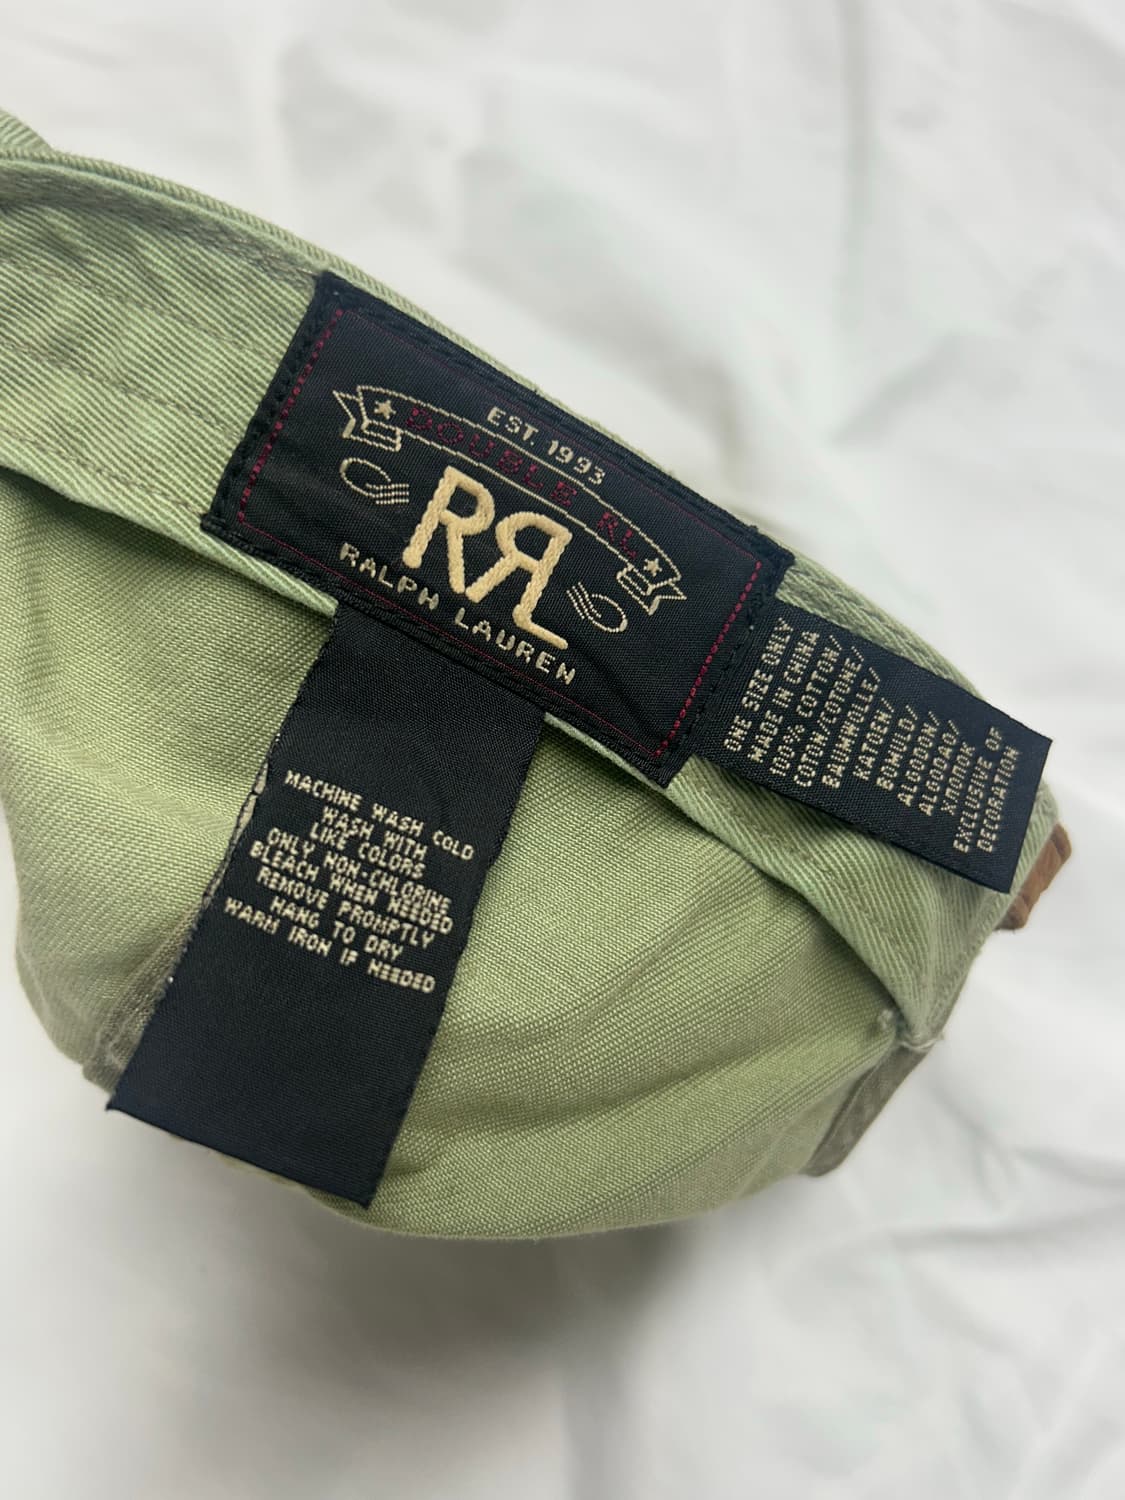 EST. 1993
DOUBLE RL
RRL
RALPH LAUREN
ONE SIZE ONLY
MADE IN CHINA
100% COTTON/
COTON/COTONE/
BAUMWOLLE/
KATOEN/
BOMULD/
ALGODON/
ALGODAO/
ХЛОПОК
EXCLUSIVE OF
DECORATION
MACHINE WASH COLD
WASH WITH
LIKE COLORS
ONLY NON-CHLORINE
BLEACH WHEN NEEDED
REMOVE PROMPTLY
HANG TO DRY
WARM IRON IF NEEDED